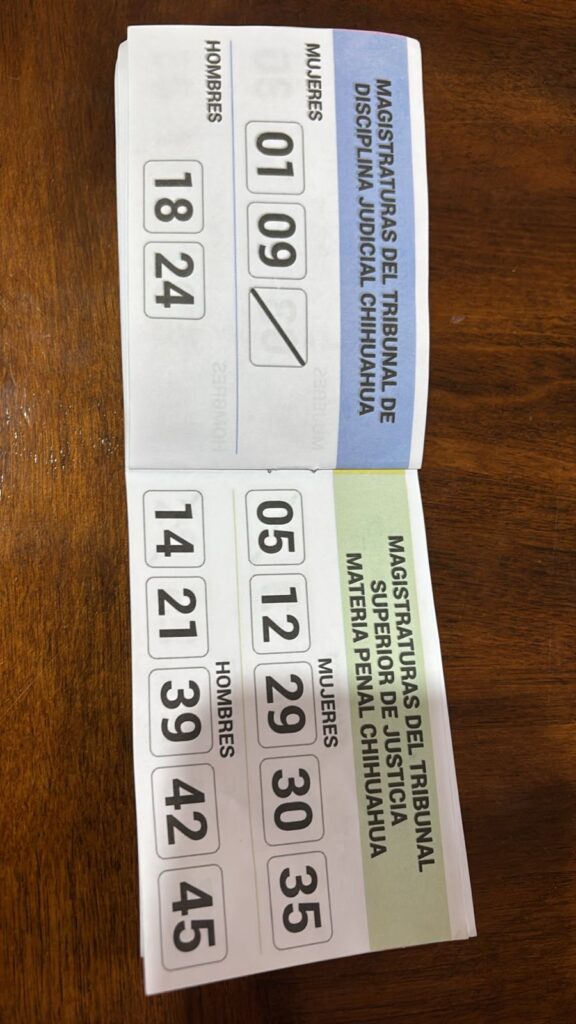 MAGISTRATURAS DEL TRIBUNAL DE
DISCIPLINA JUDICIAL CHIHUAHUA
MUJERES
01 09
HOMBRES
18 24
MAGISTRATURAS DEL TRIBUNAL
SUPERIOR DE JUSTICIA
MATERIA PENAL CHIHUAHUA
MUJERES
05 12 29 30 35
HOMBRES
14 21 39 42 45